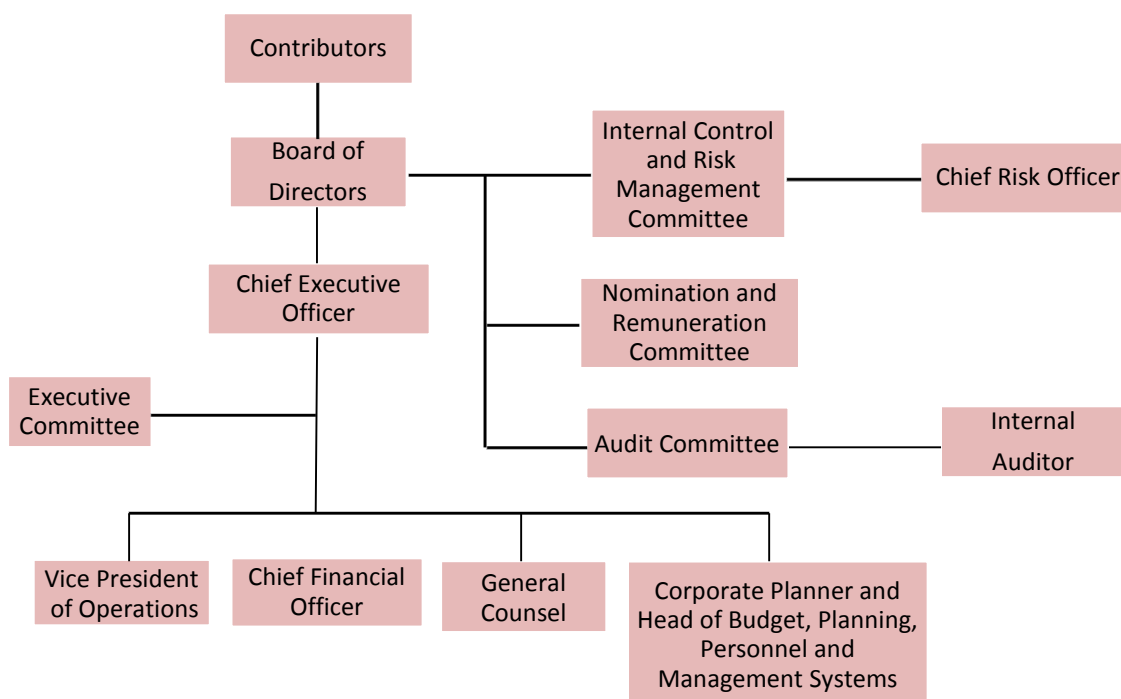 Contributors
Board of
Directors
Internal Control
and Risk
Management
Committee
Chief Risk Officer
Chief Executive
Officer
Nomination and
Remuneration
Committee
Executive
Committee
Audit Committee
Internal
Auditor
Vice President
of Operations
Chief Financial
Officer
General
Counsel
Corporate Planner and
Head of Budget, Planning,
Personnel and
Management Systems